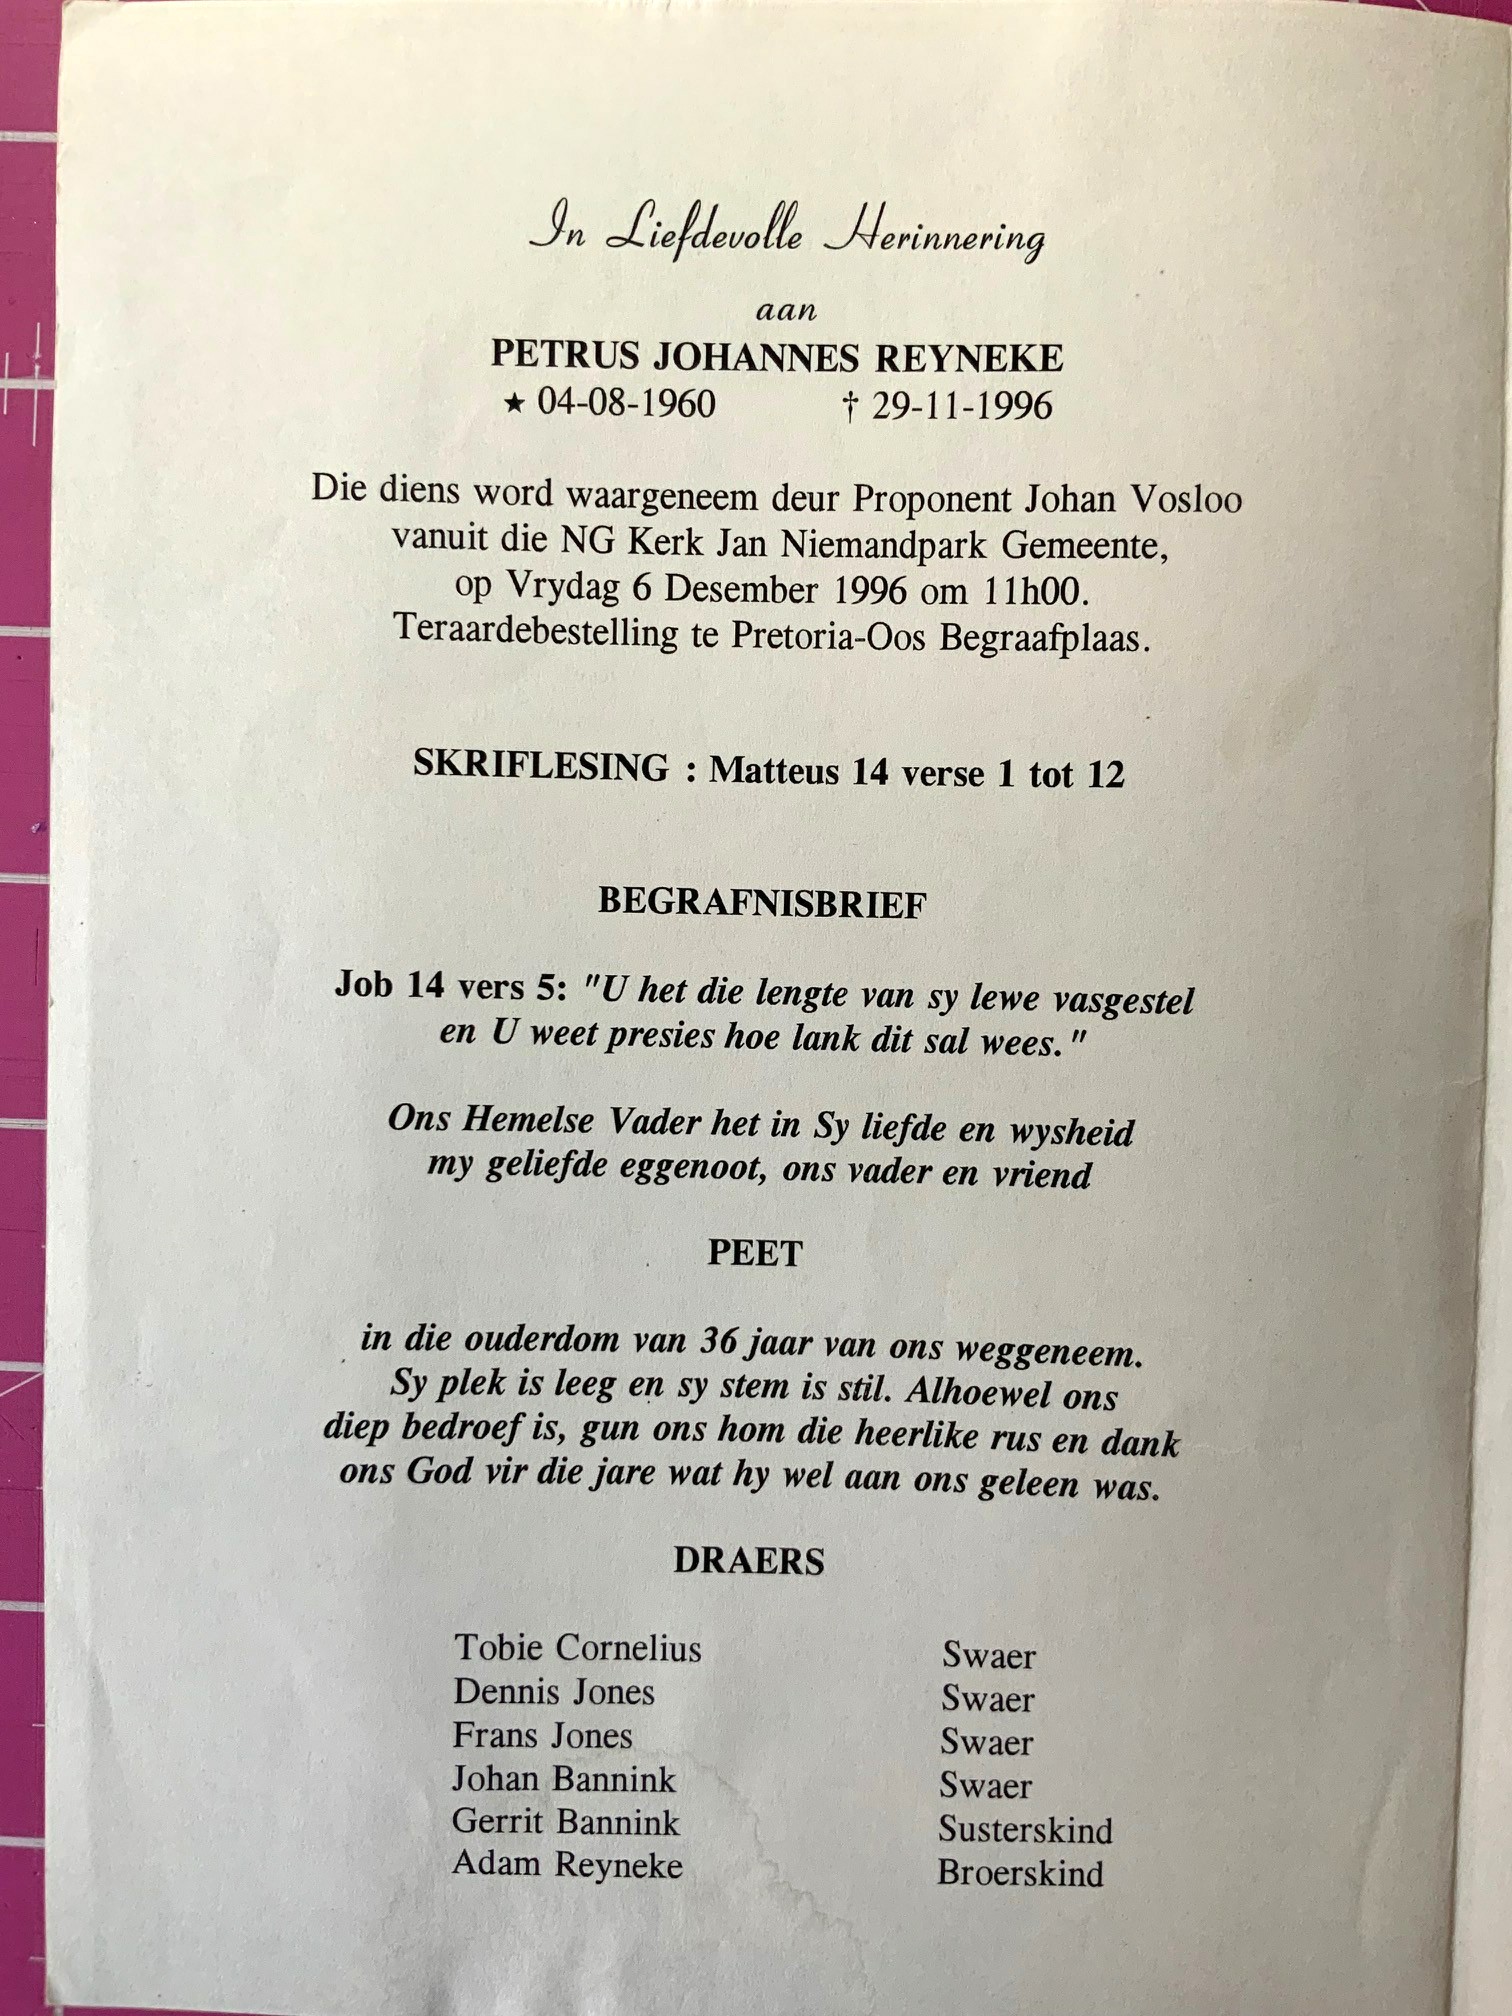 In Liefdevolle Herinnering
aan
PETRUS JOHANNES REYNEKE
★ 04-08-1960 † 29-11-1996
Die diens word waargeneem deur Proponent Johan Vosloo
vanuit die NG Kerk Jan Niemandpark Gemeente,
op Vrydag 6 Desember 1996 om 11h00.
Teraardebestelling te Pretoria-Oos Begraafplaas.
SKRIFLESING : Matteus 14 verse 1 tot 12
BEGRAFNISBRIEF
Job 14 vers 5: "U het die lengte van sy lewe vasgestel
en U weet presies hoe lank dit sal wees."
Ons Hemelse Vader het in Sy liefde en wysheid
my geliefde eggenoot, ons vader en vriend
PEET
in die ouderdom van 36 jaar van ons weggeneem.
Sy plek is leeg en sy stem is stil. Alhoewel ons
diep bedroef is, gun ons hom die heerlike rus en dank
ons God vir die jare wat hy wel aan ons geleen was.
DRAERS
Tobie Cornelius Swaer
Dennis Jones Swaer
Frans Jones Swaer
Johan Bannink Swaer
Gerrit Bannink Susterskind
Adam Reyneke Broerskind